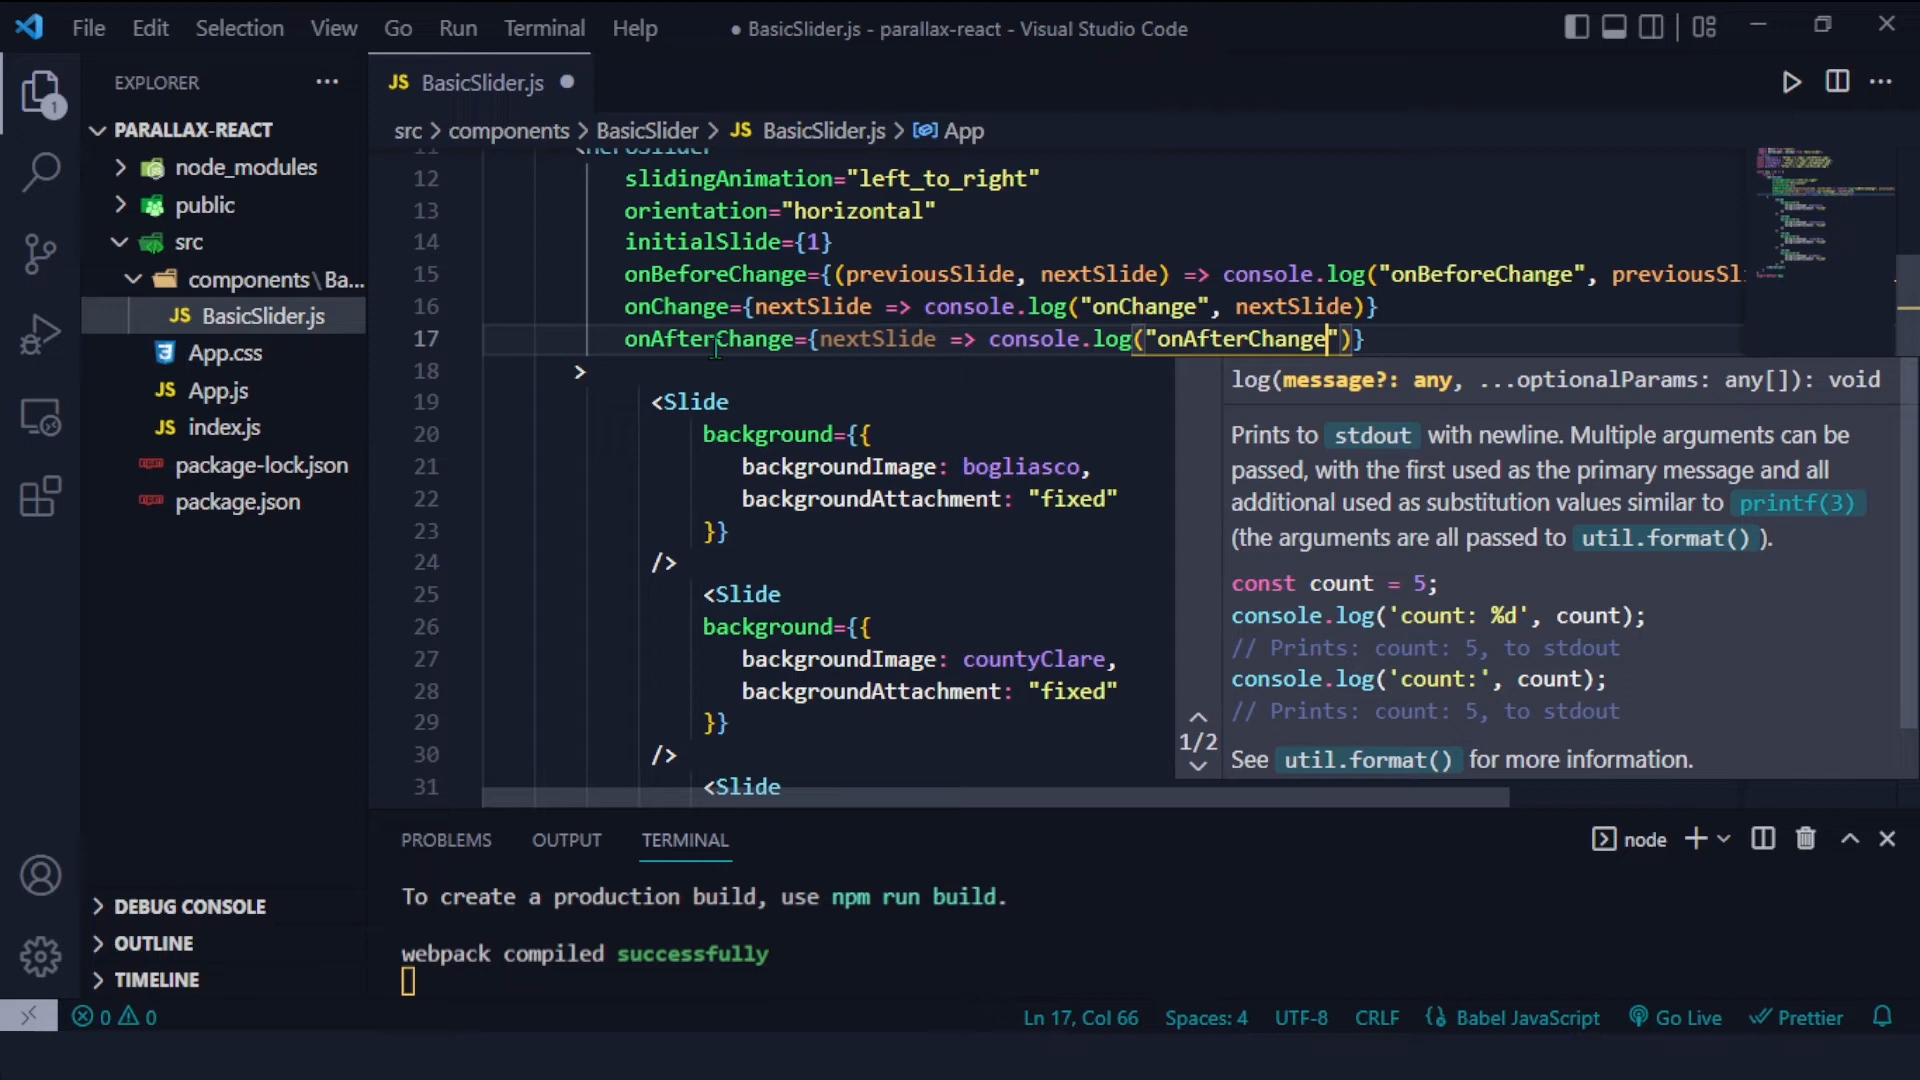 File Edit Selection View Go Run Terminal Help ● BasicSlider.js - parallax-react - Visual Studio Code
EXPLORER ···
JS BasicSlider.js ●
PARALLAX-REACT
src > components > BasicSlider > JS BasicSlider.js > App
node_modules
public
src
components\Ba...
JS BasicSlider.js
App.css
JS App.js
JS index.js
package-lock.json
package.json
DEBUG CONSOLE
OUTLINE
TIMELINE
11 <HeroSlider
12 slidingAnimation="left_to_right"
13 orientation="horizontal"
14 initialSlide={1}
15 onBeforeChange={(previousSlide, nextSlide) => console.log("onBeforeChange", previousSli
16 onChange={nextSlide => console.log("onChange", nextSlide)}
17 onAfterChange={nextSlide => console.log("onAfterChange")}
18 >
19 <Slide
20 background={{
21 backgroundImage: bogliasco,
22 backgroundAttachment: "fixed"
23 }}
24 />
25 <Slide
26 background={{
27 backgroundImage: countyClare,
28 backgroundAttachment: "fixed"
29 }}
30 />
31 <Slide
log(message?: any, ...optionalParams: any[]): void
Prints to stdout with newline. Multiple arguments can be
passed, with the first used as the primary message and all
additional used as substitution values similar to printf(3)
(the arguments are all passed to util.format() ).
const count = 5;
console.log('count: %d', count);
// Prints: count: 5, to stdout
console.log('count:', count);
// Prints: count: 5, to stdout
1/2
See util.format() for more information.
PROBLEMS OUTPUT TERMINAL
node
To create a production build, use npm run build.
webpack compiled successfully
0 0
Ln 17, Col 66 Spaces: 4 UTF-8 CRLF {} Babel JavaScript Go Live Prettier
1